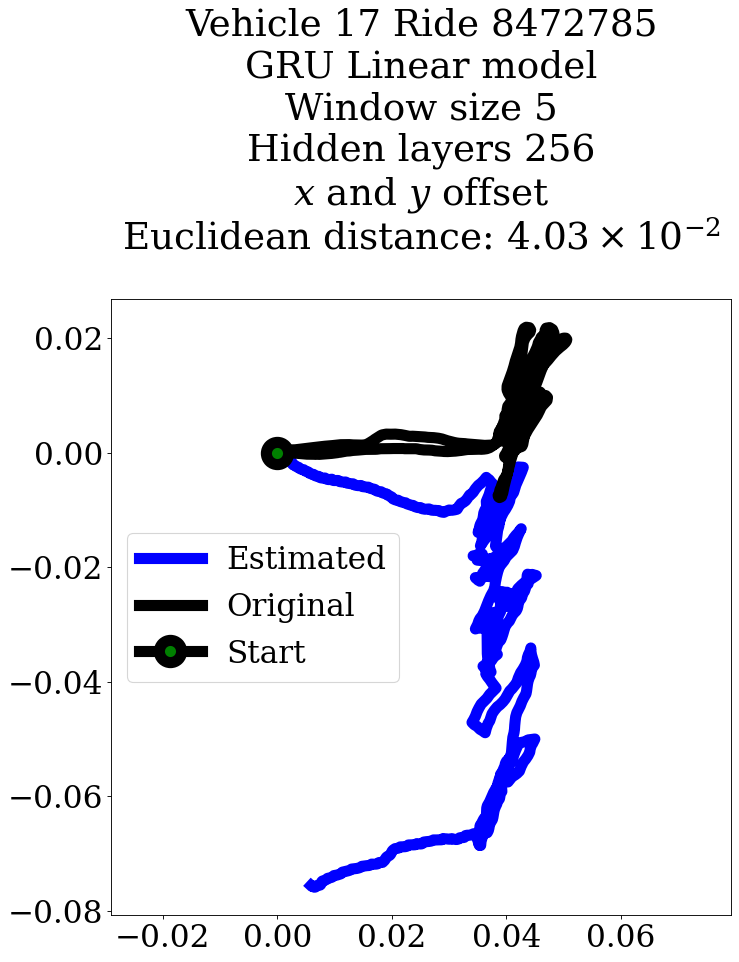 Vehicle 17 Ride 8472785
GRU Linear model
Window size 5
Hidden layers 256
x and y offset
Euclidean distance: 4.03 × 10⁻²
0.02
0.00
−0.02
−0.04
−0.06
−0.08
Estimated
Original
Start
−0.02
0.00
0.02
0.04
0.06